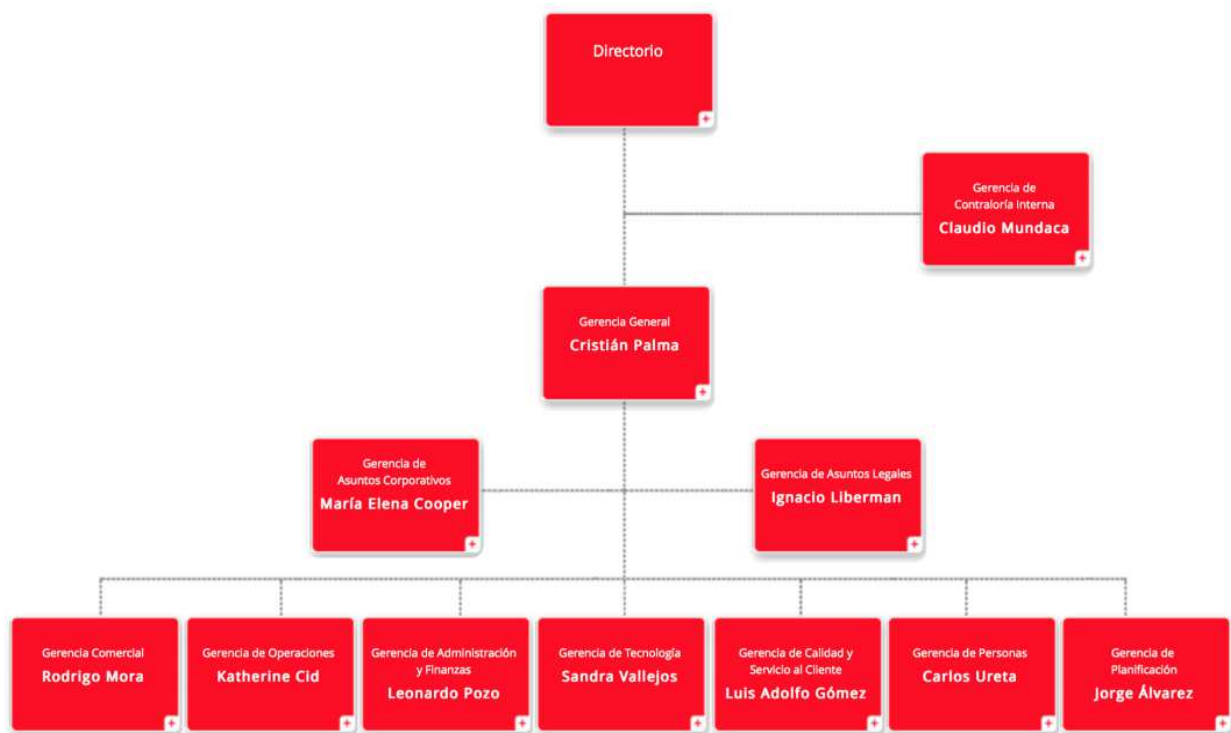 Directorio
Gerencia de
Contraloría interna
Claudio Mundaca
Gerencia General
Cristián Palma
Gerencia de
Asuntos Corporativos
María Elena Cooper
Gerencia de Asuntos Legales
Ignacio Liberman
Gerencia Comercial
Rodrigo Mora
Gerencia de Operaciones
Katherine Cid
Gerencia de Administración
y Finanzas
Leonardo Pozo
Gerencia de Tecnología
Sandra Vallejos
Gerencia de Calidad y
Servicio al Cliente
Luis Adolfo Gómez
Gerencia de Personas
Carlos Ureta
Gerencia de
Planificación
Jorge Álvarez